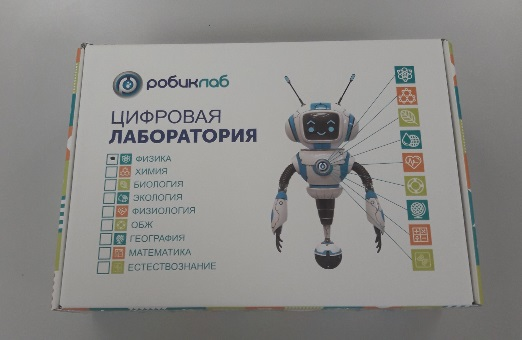 РОБИКЛАБ
ЦИФРОВАЯ
ЛАБОРАТОРИЯ
ФИЗИКА
ХИМИЯ
БИОЛОГИЯ
ЭКОЛОГИЯ
ФИЗИОЛОГИЯ
ОБЖ
ГЕОГРАФИЯ
МАТЕМАТИКА
ЕСТЕСТВОЗНАНИЕ